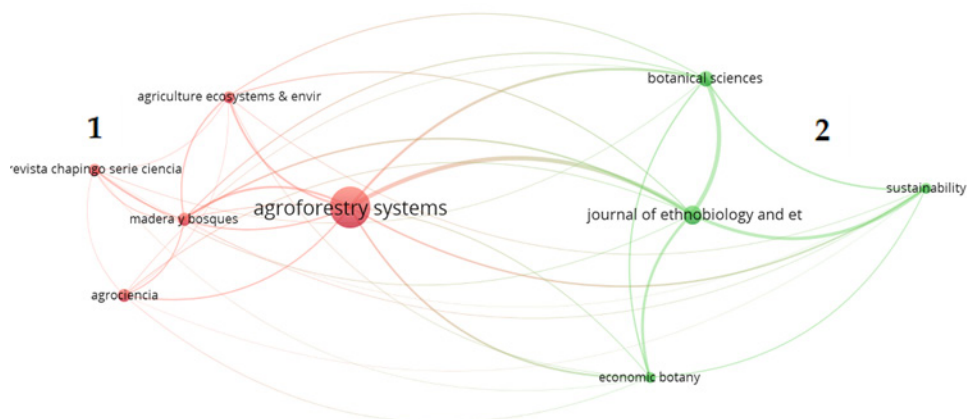 botanical sciences
agriculture ecosystems & envir
1
2
revista chapingo serie ciencia
sustainability
agroforestry systems
journal of ethnobiology and et
madera y bosques
agrociencia
economic botany